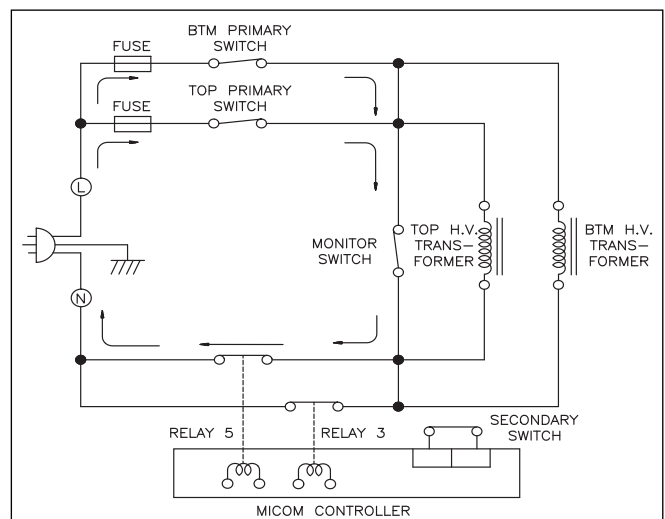 BTM PRIMARY
SWITCH
FUSE
TOP PRIMARY
SWITCH
FUSE
L
MONITOR
SWITCH
TOP H.V.
TRANS-
FORMER
BTM H.V.
TRANS-
FORMER
N
RELAY 5
RELAY 3
SECONDARY
SWITCH
MICOM CONTROLLER